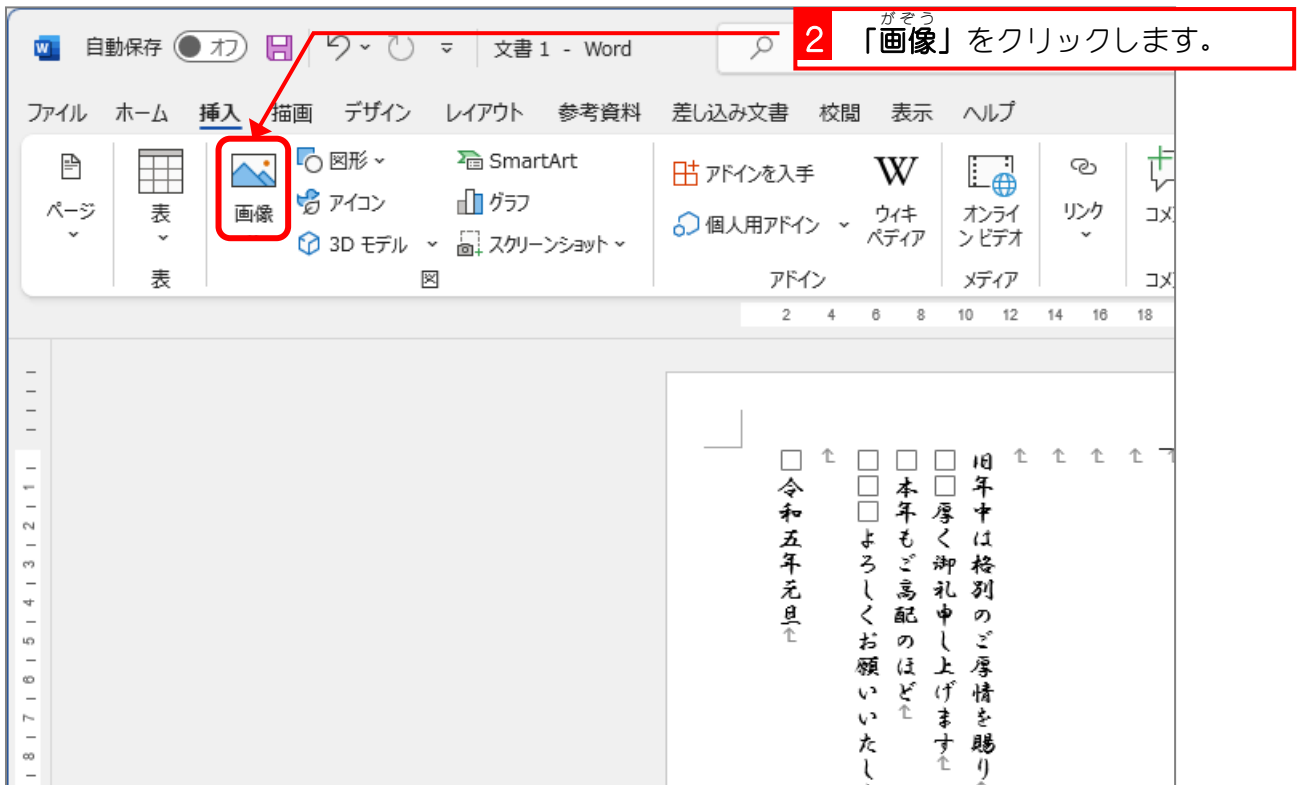 がぞう
2 「画像」をクリックします。
自動保存 オフ 文書 1 - Word
ファイル ホーム 挿入 描画 デザイン レイアウト 参考資料 差し込み文書 校閲 表示 ヘルプ
ページ
表
表
画像
図形
アイコン
3D モデル
SmartArt
グラフ
スクリーンショット
図
アドインを入手
個人用アドイン
W
ウィキ
ペディア
アドイン
オンライ
ン ビデオ
メディア
リンク
2 4 6 8 10 12 14 16 18
1
2
3
4
5
6
7
8
旧年中は格別のご厚情を賜り
□□厚く御礼申し上げます
□本年もご高配のほど
□□□よろしくお願いいたし
□令和五年元旦